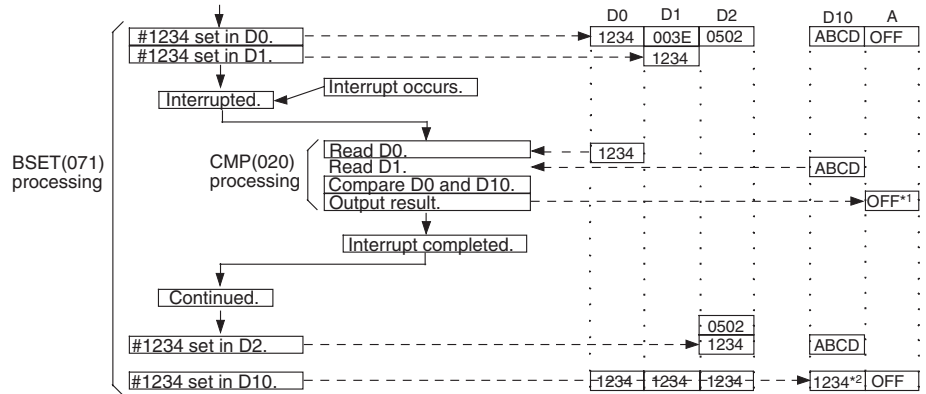 D0 D1 D2 D10 A
#1234 set in D0. 1234 003E 0502 ABCD OFF
#1234 set in D1. 1234
Interrupt occurs.
Interrupted.
BSET(071)
processing
CMP(020)
processing
Read D0. 1234
Read D1. ABCD
Compare D0 and D10.
Output result. OFF*1
Interrupt completed.
Continued.
0502
#1234 set in D2. 1234 ABCD
#1234 set in D10. 1234 1234 1234 1234*2 OFF